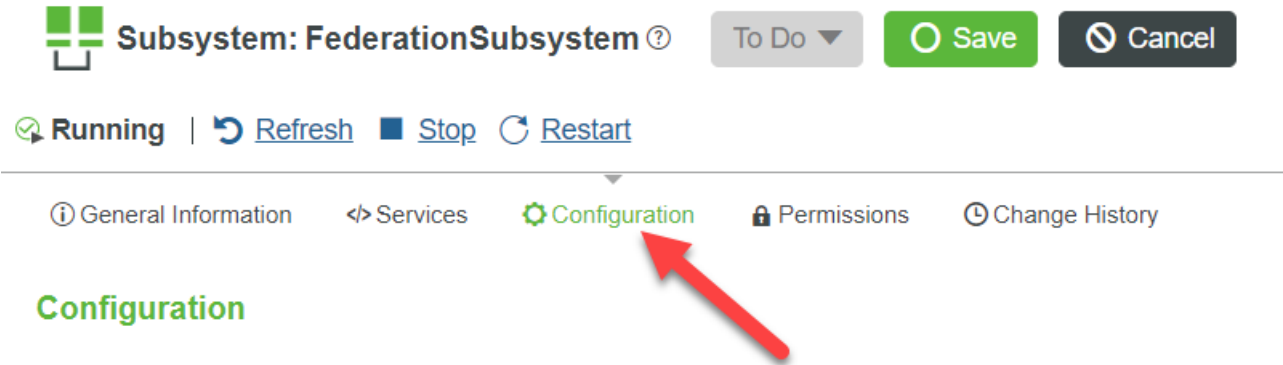 Subsystem: FederationSubsystem ? To Do Save Cancel
Running | Refresh Stop Restart
General Information </> Services Configuration Permissions Change History
Configuration